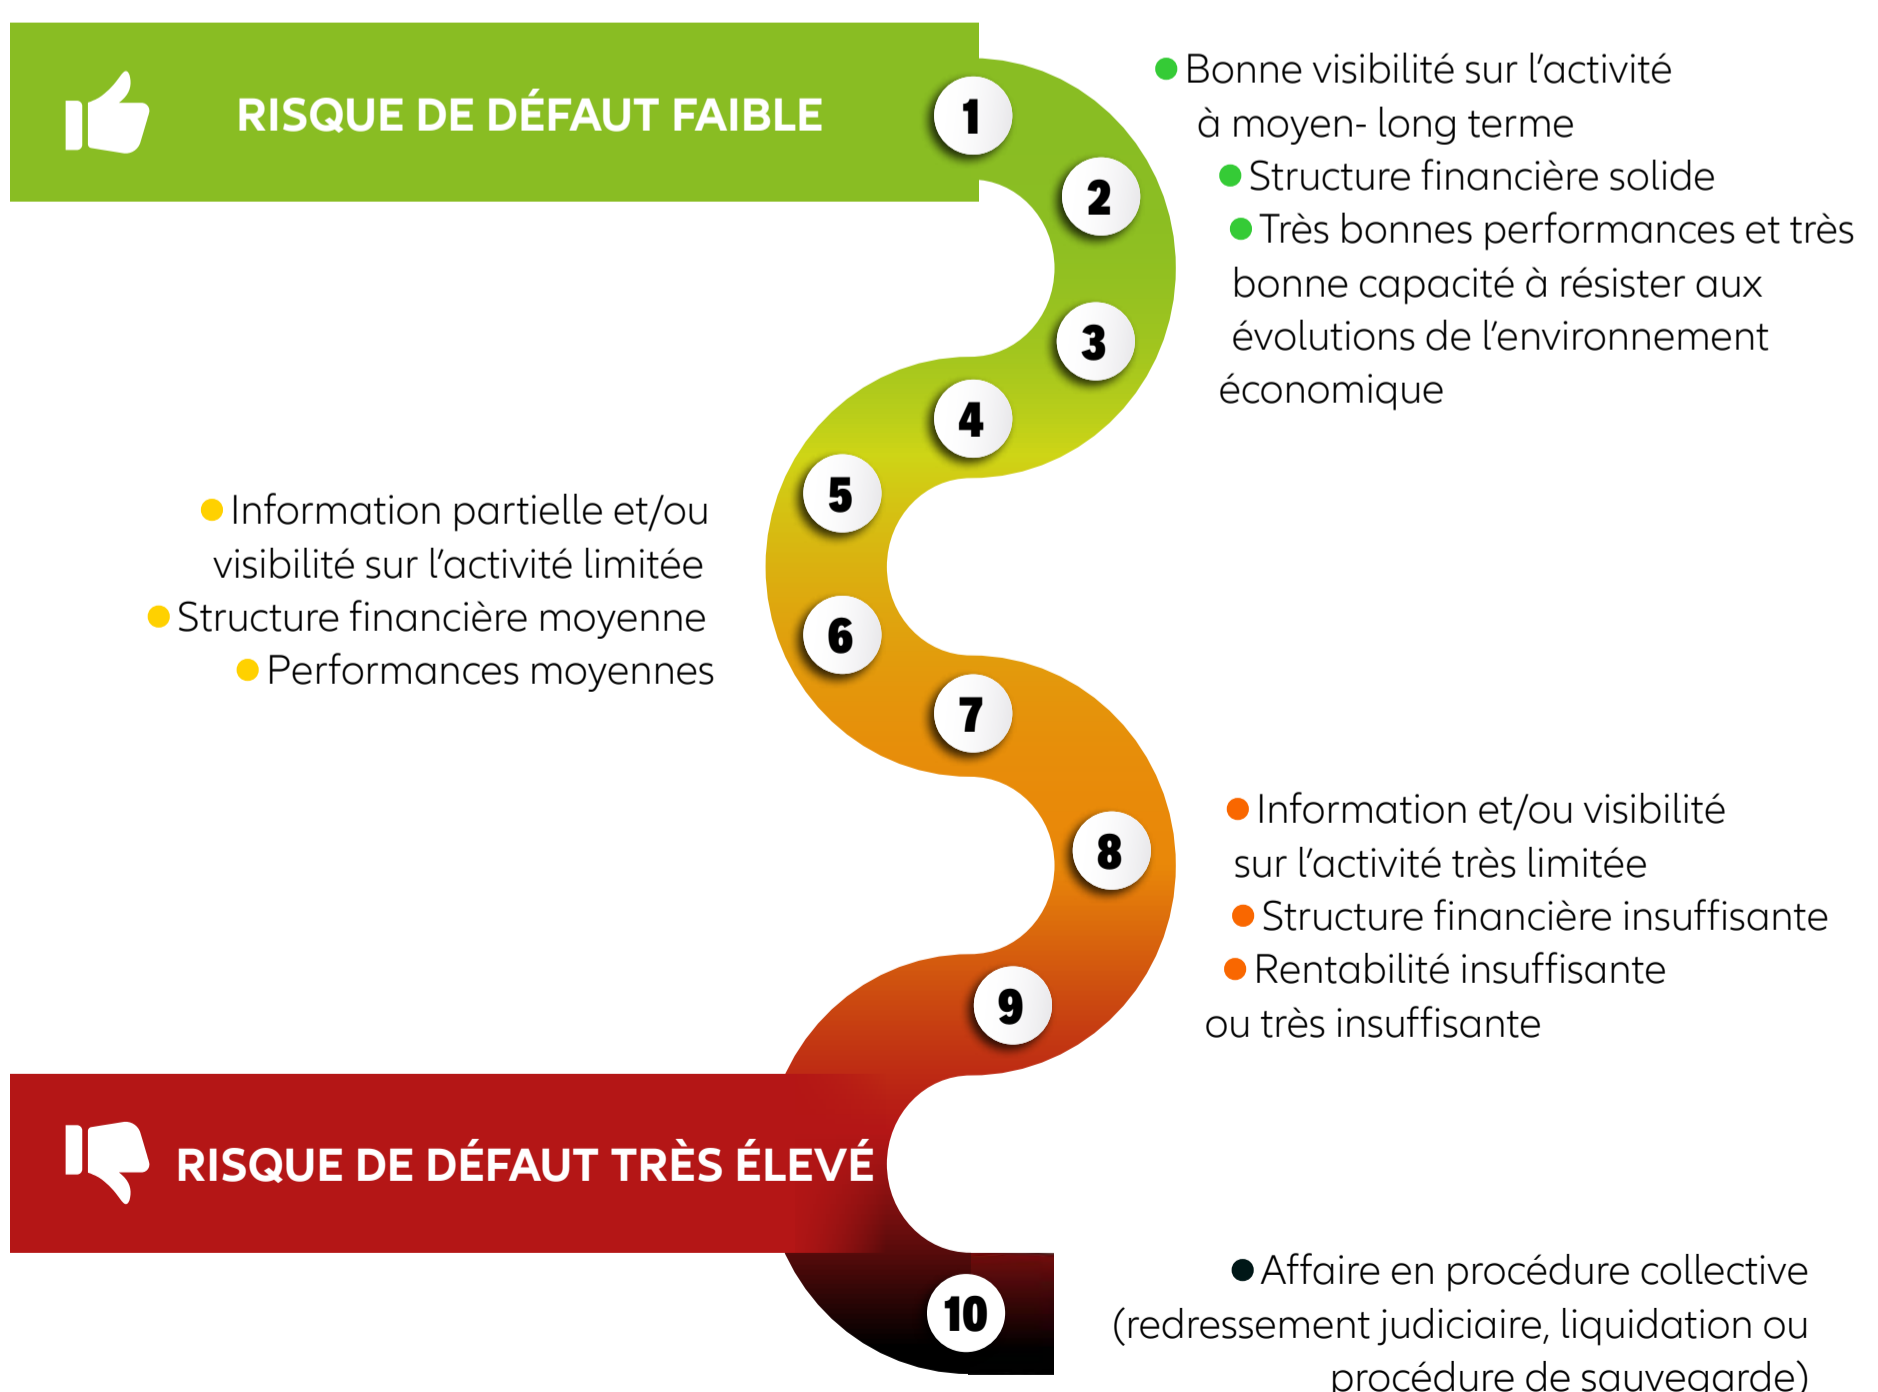 RISQUE DE DÉFAUT FAIBLE
1
2
3
4
5
6
7
8
9
10
● Bonne visibilité sur l'activité
à moyen- long terme
● Structure financière solide
● Très bonnes performances et très
bonne capacité à résister aux
évolutions de l'environnement
économique
● Information partielle et/ou
visibilité sur l'activité limitée
● Structure financière moyenne
● Performances moyennes
● Information et/ou visibilité
sur l'activité très limitée
● Structure financière insuffisante
● Rentabilité insuffisante
ou très insuffisante
RISQUE DE DÉFAUT TRÈS ÉLEVÉ
● Affaire en procédure collective
(redressement judiciaire, liquidation ou
procédure de sauvegarde)